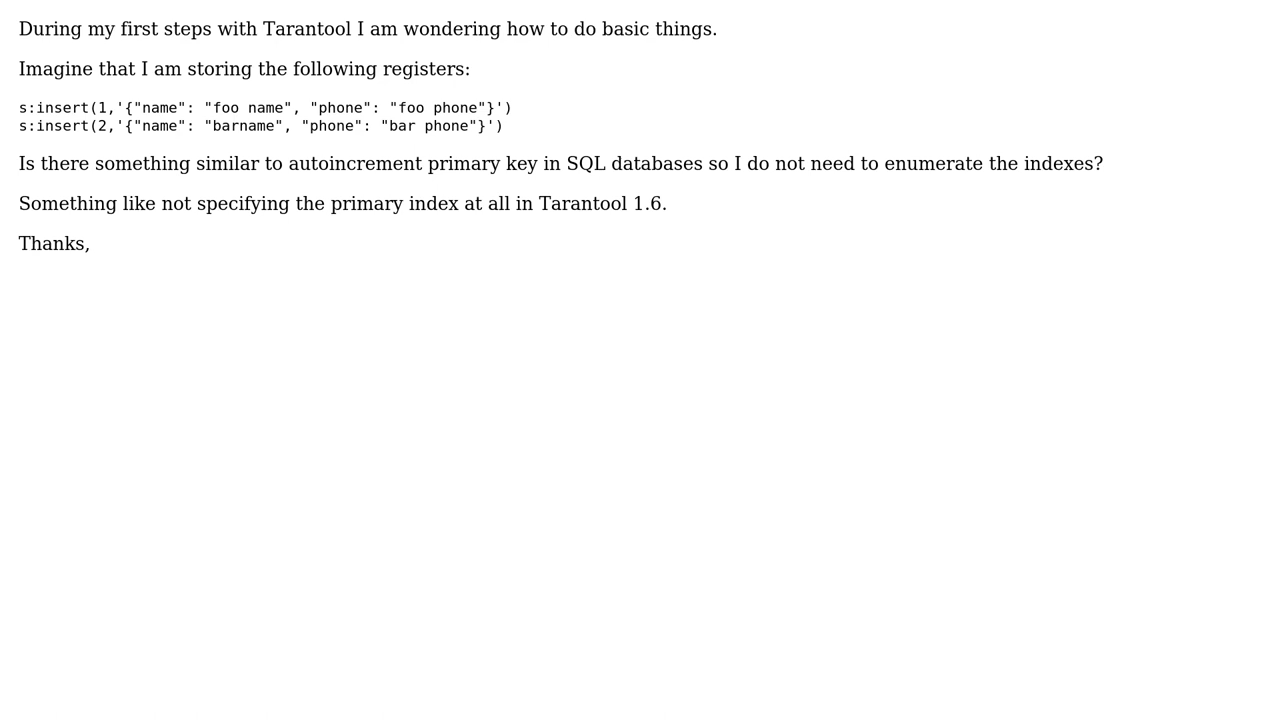 During my first steps with Tarantool I am wondering how to do basic things.
Imagine that I am storing the following registers:
s:insert(1,'{"name": "foo name", "phone": "foo phone"}')
s:insert(2,'{"name": "barname", "phone": "bar phone"}')
Is there something similar to autoincrement primary key in SQL databases so I do not need to enumerate the indexes?
Something like not specifying the primary index at all in Tarantool 1.6.
Thanks,